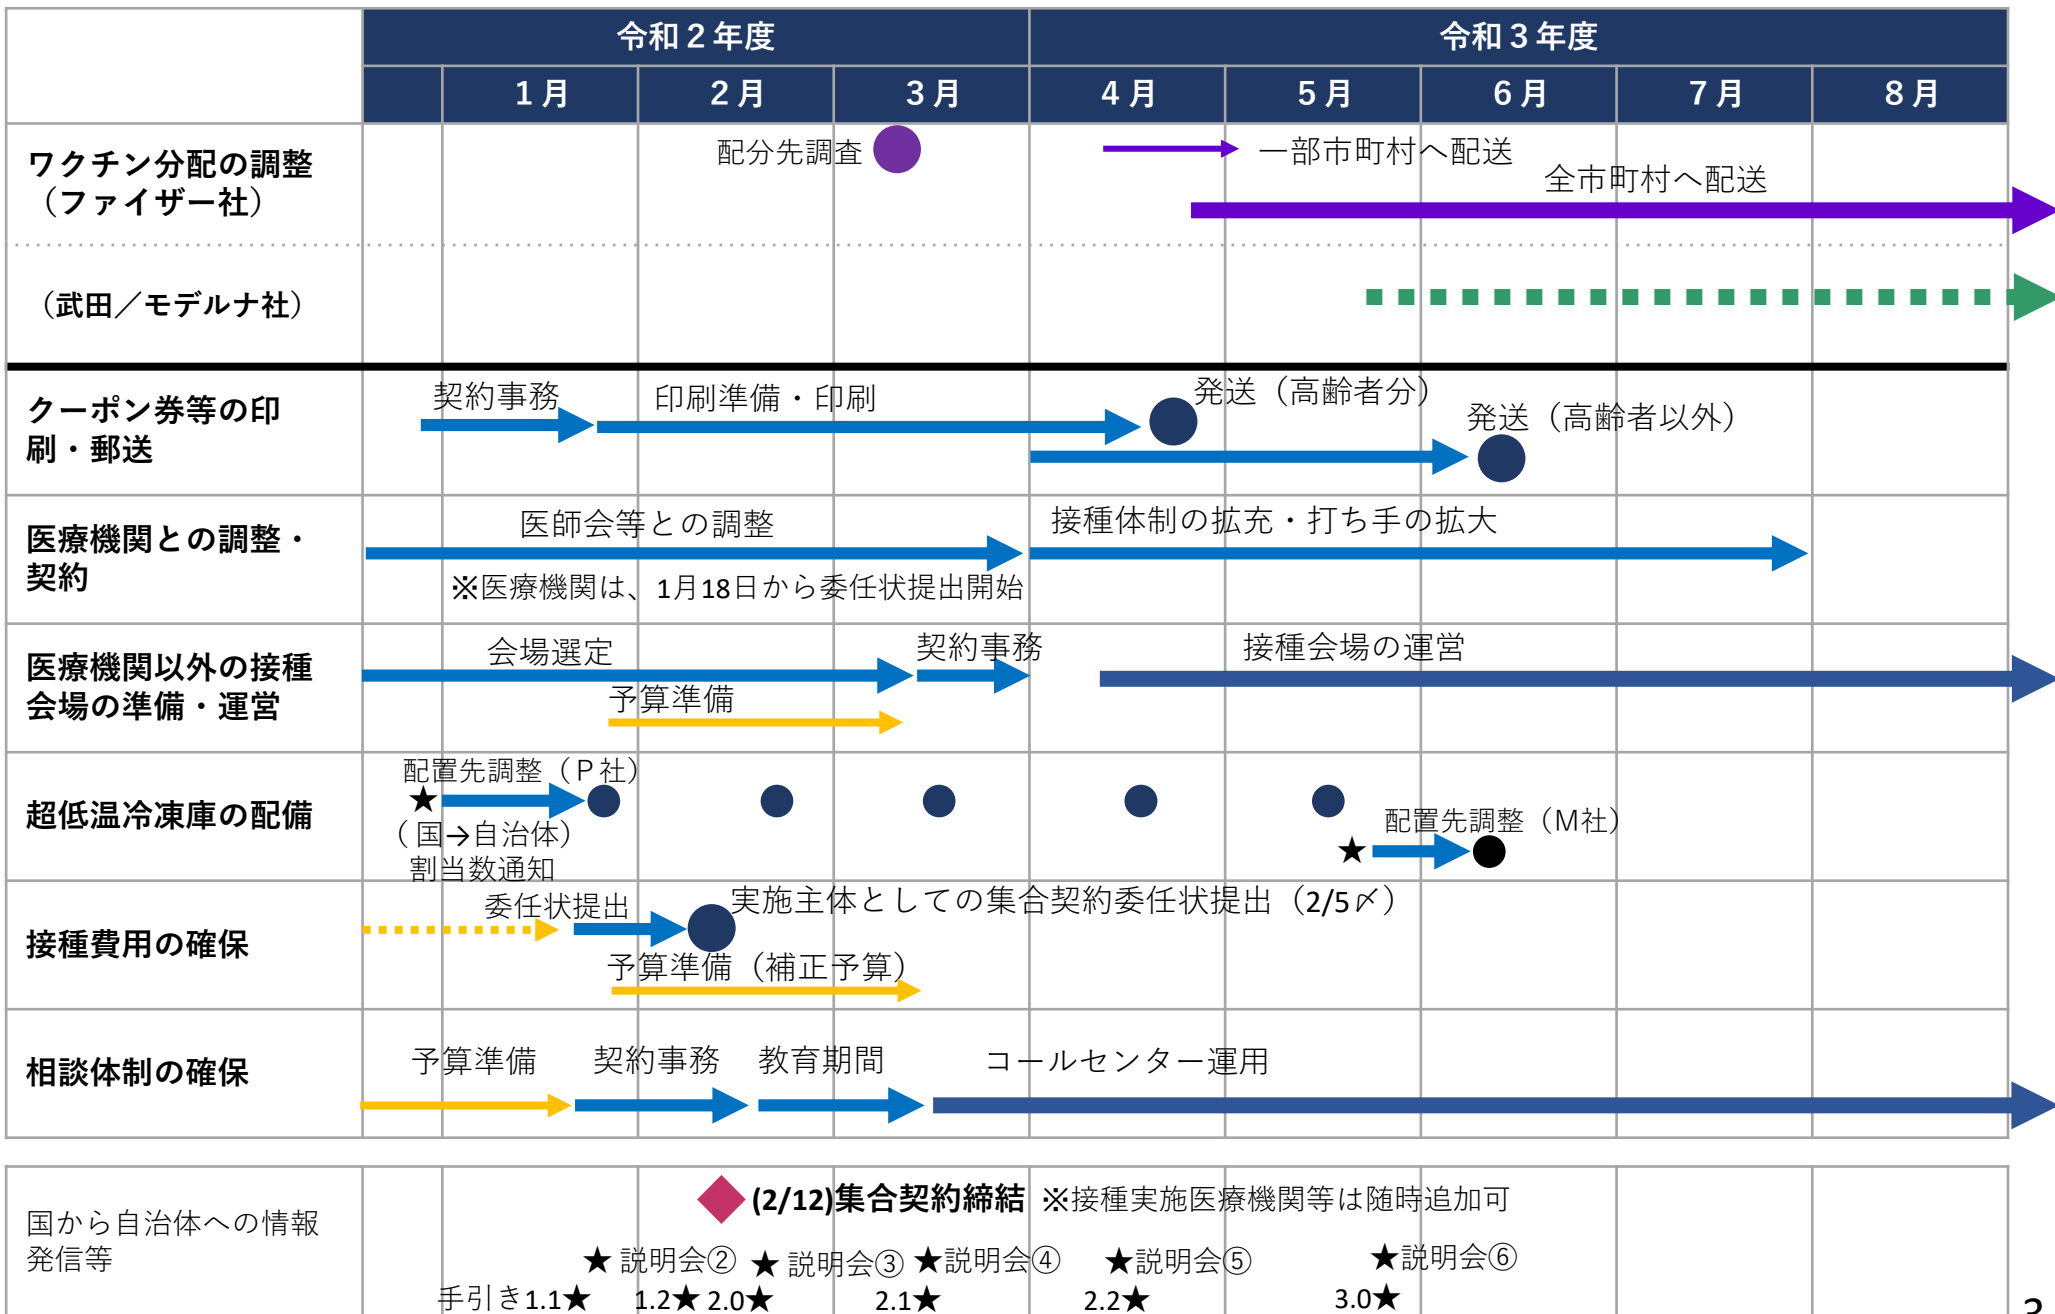 令和２年度
令和３年度
１月
２月
３月
４月
５月
６月
７月
８月
ワクチン分配の調整
（ファイザー社）
配分先調査
一部市町村へ配送
全市町村へ配送
（武田／モデルナ社）
クーポン券等の印
刷・郵送
契約事務
印刷準備・印刷
発送（高齢者分）
発送（高齢者以外）
医療機関との調整・
契約
医師会等との調整
接種体制の拡充・打ち手の拡大
※医療機関は、1月18日から委任状提出開始
医療機関以外の接種
会場の準備・運営
会場選定
契約事務
接種会場の運営
予算準備
超低温冷凍庫の配備
配置先調整（Ｐ社）
★
（国→自治体）
割当数通知
配置先調整（M社）
★
接種費用の確保
委任状提出
実施主体としての集合契約委任状提出（2/5〆）
予算準備（補正予算）
相談体制の確保
予算準備
契約事務
教育期間
コールセンター運用
国から自治体への情報
発信等
(2/12)集合契約締結 ※接種実施医療機関等は随時追加可
★ 説明会②
★ 説明会③
★説明会④
★説明会⑤
★説明会⑥
手引き1.1★
1.2★
2.0★
2.1★
2.2★
3.0★
3